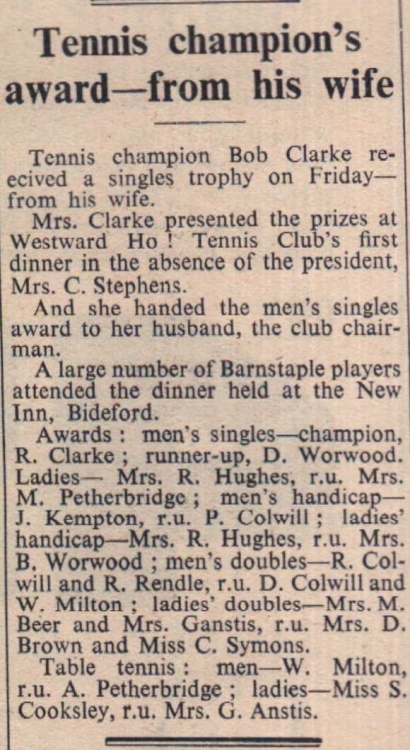 Tennis champion's
award—from his wife
Tennis champion Bob Clarke re-
ecived a singles trophy on Friday—
from his wife.
Mrs. Clarke presented the prizes at
Westward Ho! Tennis Club's first
dinner in the absence of the president,
Mrs. C. Stephens.
And she handed the men's singles
award to her husband, the club chair-
man.
A large number of Barnstaple players
attended the dinner held at the New
Inn, Bideford.
Awards : men's singles—champion,
R. Clarke ; runner-up, D. Worwood.
Ladies— Mrs. R. Hughes, r.u. Mrs.
M. Petherbridge ; men's handicap—
J. Kempton, r.u. P. Colwill ; ladies'
handicap—Mrs. R. Hughes, r.u. Mrs.
B. Worwood ; men's doubles—R. Col-
will and R. Rendle, r.u. D. Colwill and
W. Milton ; ladies' doubles—Mrs. M.
Beer and Mrs. Ganstis, r.u. Mrs. D.
Brown and Miss C. Symons.
Table tennis : men—W. Milton,
r.u. A. Petherbridge ; ladies—Miss S.
Cooksley, r.u. Mrs. G. Anstis.